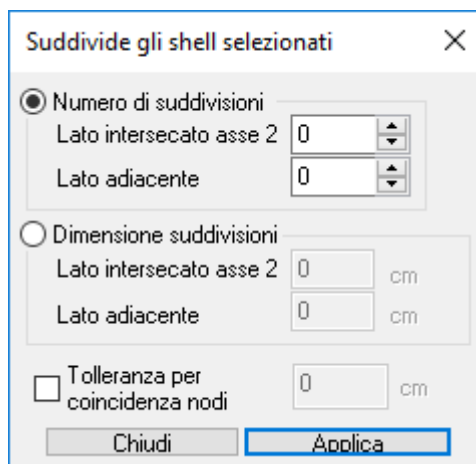 Suddivide gli shell selezionati
Numero di suddivisioni
Lato intersecato asse 2 0
Lato adiacente 0
Dimensione suddivisioni
Lato intersecato asse 2 0 cm
Lato adiacente 0 cm
Tolleranza per
coincidenza nodi 0 cm
Chiudi Applica